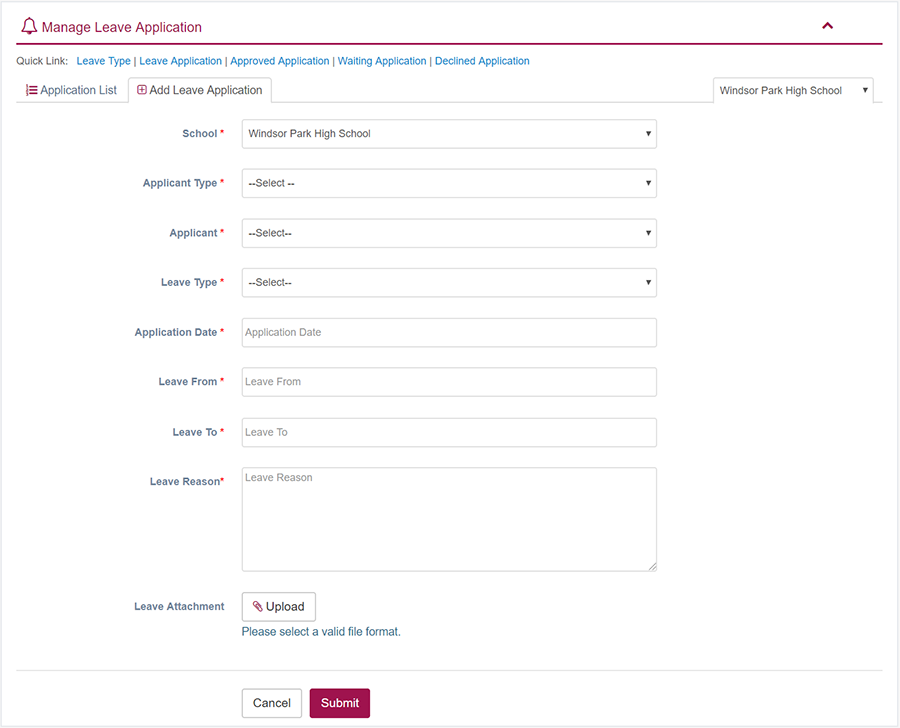 Manage Leave Application
Quick Link: Leave Type | Leave Application | Approved Application | Waiting Application | Declined Application
Application List Add Leave Application Windsor Park High School
School * Windsor Park High School
Applicant Type * --Select --
Applicant * --Select--
Leave Type * --Select--
Application Date * Application Date
Leave From * Leave From
Leave To * Leave To
Leave Reason* Leave Reason
Leave Attachment Upload
Please select a valid file format.
Cancel Submit